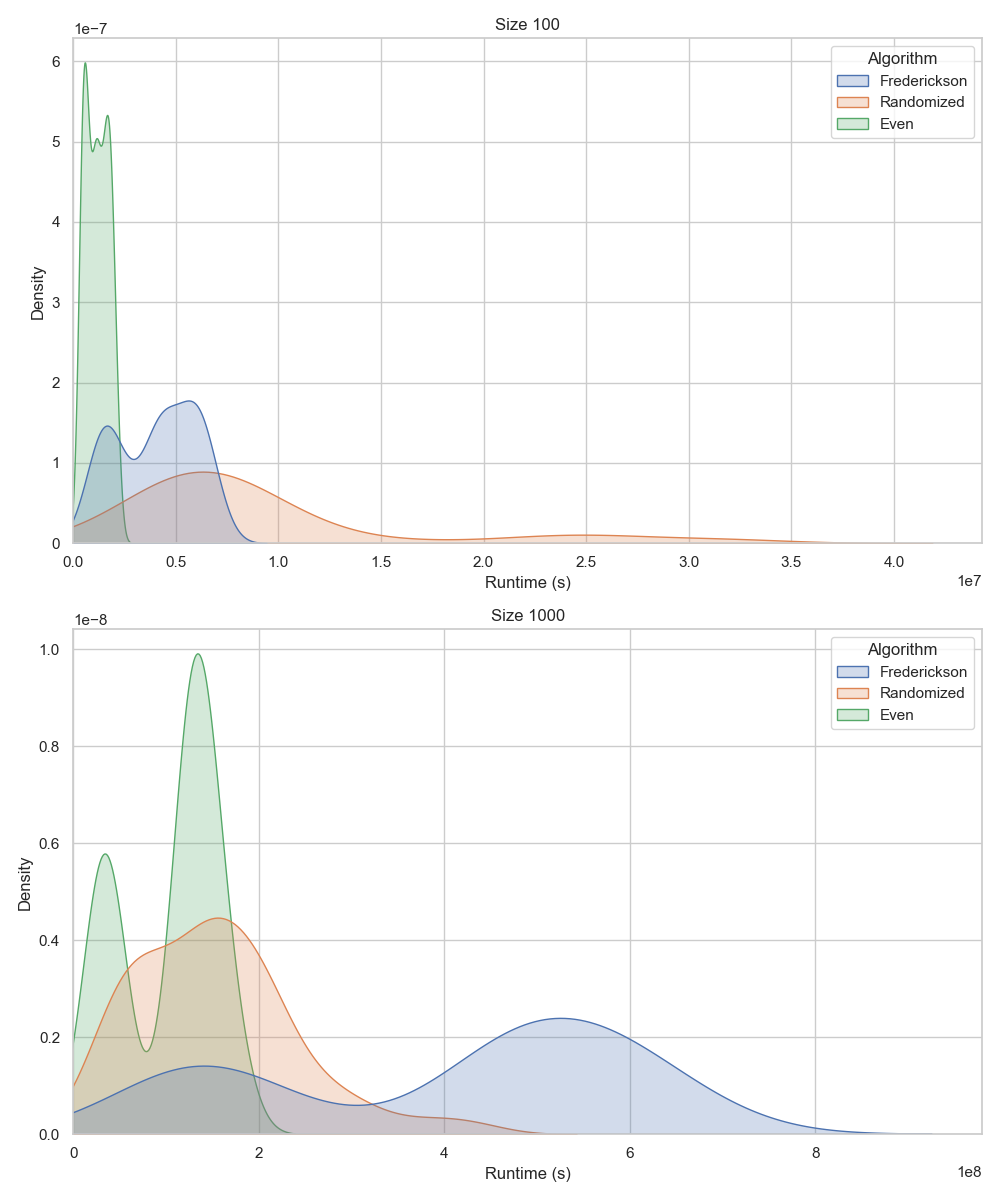 Size 100
1e−7
Algorithm
Frederickson
Randomized
Even
6
5
4
3
2
1
0
Density
0.0 0.5 1.0 1.5 2.0 2.5 3.0 3.5 4.0
Runtime (s)
1e7
Size 1000
1e−8
Algorithm
Frederickson
Randomized
Even
1.0
0.8
0.6
0.4
0.2
0.0
Density
0 2 4 6 8
Runtime (s)
1e8